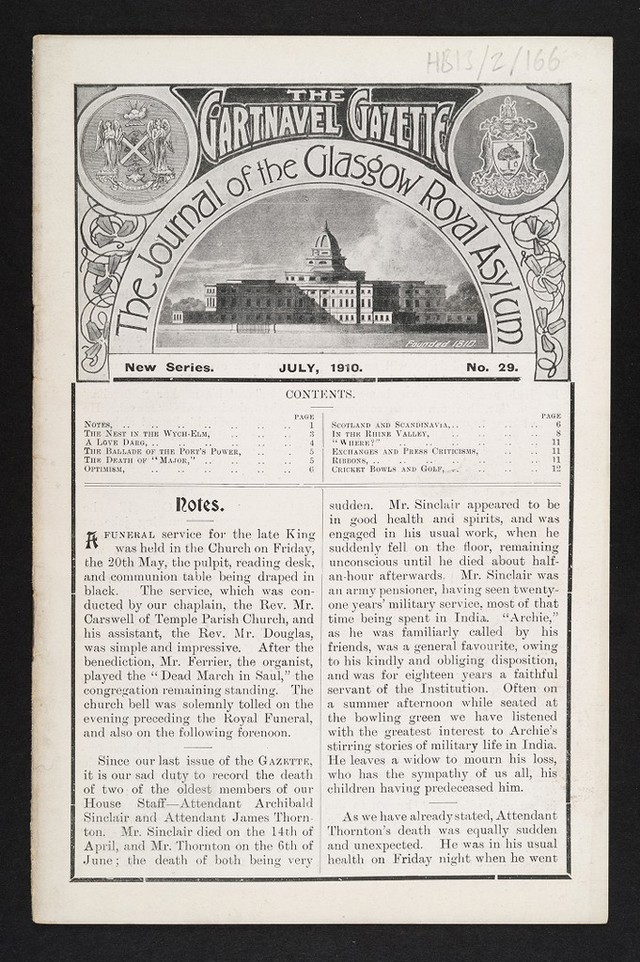 HB13/2/166
THE
GARTNAVEL GAZETTE
The Journal of the Glasgow Royal Asylum
Founded 1810.
New Series. JULY, 1910. No. 29.
CONTENTS.
PAGE
NOTES, .. .. .. .. .. .. .. 1
THE NEST IN THE WYCH-ELM, .. .. .. 3
A LOVE DARG, .. .. .. .. .. .. 4
THE BALLADE OF THE POET'S POWER, .. .. 5
THE DEATH OF "MAJOR," .. .. .. .. 5
OPTIMISM, .. .. .. .. .. .. 6
PAGE
SCOTLAND AND SCANDINAVIA, .. .. .. .. 6
IN THE RHINE VALLEY, .. .. .. .. 8
"WHERE?" .. .. .. .. .. .. 11
EXCHANGES AND PRESS CRITICISMS, .. .. .. 11
RIBBONS, .. .. .. .. .. .. 11
CRICKET BOWLS AND GOLF, .. .. .. .. 12
Notes.
A FUNERAL service for the late King
was held in the Church on Friday,
the 20th May, the pulpit, reading desk,
and communion table being draped in
black. The service, which was con-
ducted by our chaplain, the Rev. Mr.
Carswell of Temple Parish Church, and
his assistant, the Rev. Mr. Douglas,
was simple and impressive. After the
benediction, Mr. Ferrier, the organist,
played the "Dead March in Saul," the
congregation remaining standing. The
church bell was solemnly tolled on the
evening preceding the Royal Funeral,
and also on the following forenoon.
Since our last issue of the GAZETTE,
it is our sad duty to record the death
of two of the oldest members of our
House Staff—Attendant Archibald
Sinclair and Attendant James Thorn-
ton. Mr. Sinclair died on the 14th of
April, and Mr. Thornton on the 6th of
June; the death of both being very
sudden. Mr. Sinclair appeared to be
in good health and spirits, and was
engaged in his usual work, when he
suddenly fell on the floor, remaining
unconscious until he died about half-
an-hour afterwards. Mr. Sinclair was
an army pensioner, having seen twenty-
one years' military service, most of that
time being spent in India. "Archie,"
as he was familiarly called by his
friends, was a general favourite, owing
to his kindly and obliging disposition,
and was for eighteen years a faithful
servant of the Institution. Often on
a summer afternoon while seated at
the bowling green we have listened
with the greatest interest to Archie's
stirring stories of military life in India.
He leaves a widow to mourn his loss,
who has the sympathy of us all, his
children having predeceased him.
As we have already stated, Attendant
Thornton's death was equally sudden
and unexpected. He was in his usual
health on Friday night when he went